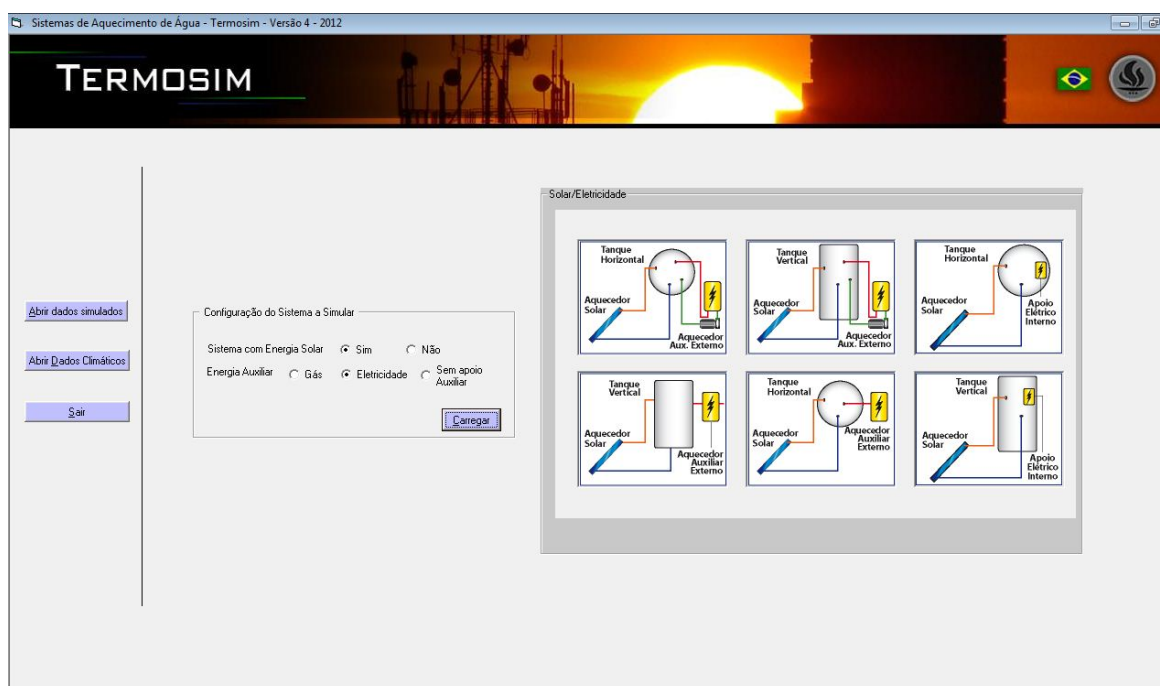 Sistemas de Aquecimento de Água - Termosim - Versão 4 - 2012
TERMOSIM
Abrir dados simulados
Abrir Dados Climáticos
Sair
Configuração do Sistema a Simular
Sistema com Energia Solar Sim Não
Energia Auxiliar Gás Eletricidade Sem apoio
Auxiliar
Carregar
Solar/Eletricidade
Tanque
Horizontal
Aquecedor
Solar
Aquecedor
Aux. Externo
Tanque
Vertical
Aquecedor
Solar
Aquecedor
Aux. Externo
Tanque
Horizontal
Aquecedor
Solar
Apoio
Elétrico
Interno
Tanque
Vertical
Aquecedor
Solar
Aquecedor
Auxiliar
Externo
Tanque
Horizontal
Aquecedor
Solar
Aquecedor
Auxiliar
Externo
Tanque
Vertical
Aquecedor
Solar
Apoio
Elétrico
Interno